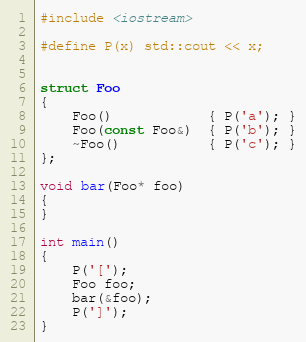 1 #include <iostream>
2
3 #define P(x) std::cout << x;
4
5
6 struct Foo
7 {
8     Foo()            { P('a'); }
9     Foo(const Foo&)  { P('b'); }
10     ~Foo()           { P('c'); }
11 };
12
13 void bar(Foo* foo)
14 {
15 }
16
17 int main()
18 {
19     P('[');
20     Foo foo;
21     bar(&foo);
22     P(']');
23 }